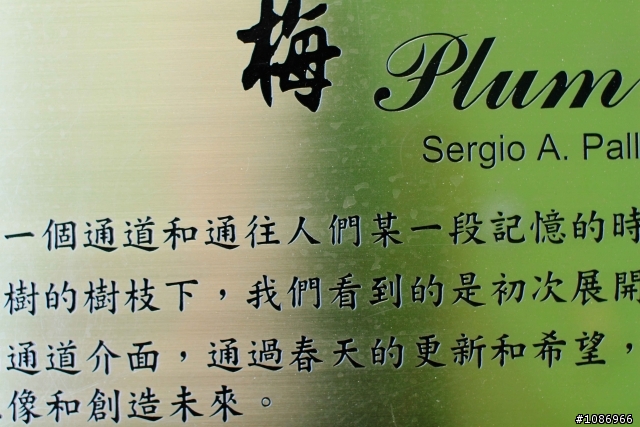 梅 Plum
Sergio A. Pall
一個通道和通往人們某一段記憶的時
樹的樹枝下，我們看到的是初次展開
通道介面，通過春天的更新和希望，
像和創造未來。
#1086966